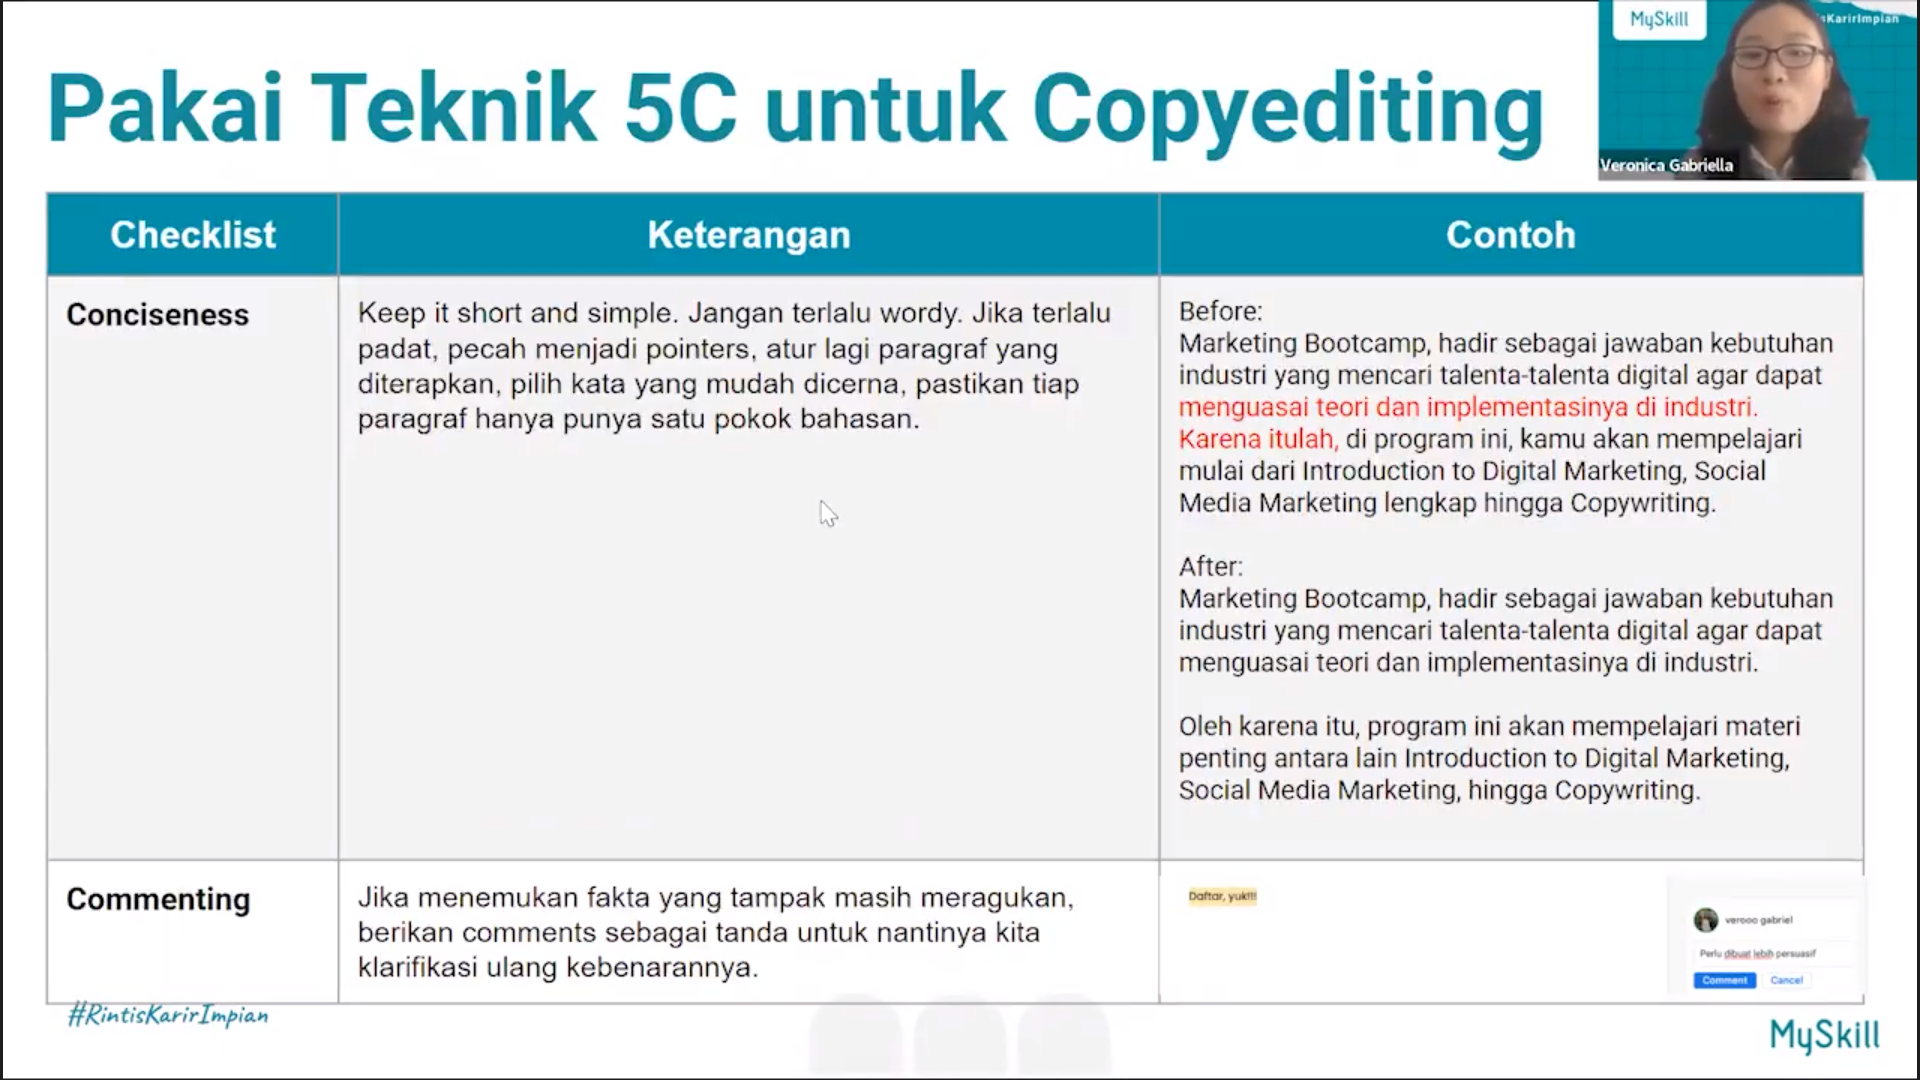 MySkill
sKarirImpian
Veronica Gabriella
Pakai Teknik 5C untuk Copyediting
Checklist
Keterangan
Contoh
Conciseness
Keep it short and simple. Jangan terlalu wordy. Jika terlalu
padat, pecah menjadi pointers, atur lagi paragraf yang
diterapkan, pilih kata yang mudah dicerna, pastikan tiap
paragraf hanya punya satu pokok bahasan.
Before:
Marketing Bootcamp, hadir sebagai jawaban kebutuhan
industri yang mencari talenta-talenta digital agar dapat
menguasai teori dan implementasinya di industri.
Karena itulah, di program ini, kamu akan mempelajari
mulai dari Introduction to Digital Marketing, Social
Media Marketing lengkap hingga Copywriting.
After:
Marketing Bootcamp, hadir sebagai jawaban kebutuhan
industri yang mencari talenta-talenta digital agar dapat
menguasai teori dan implementasinya di industri.
Oleh karena itu, program ini akan mempelajari materi
penting antara lain Introduction to Digital Marketing,
Social Media Marketing, hingga Copywriting.
Commenting
Jika menemukan fakta yang tampak masih meragukan,
berikan comments sebagai tanda untuk nantinya kita
klarifikasi ulang kebenarannya.
Daftar, yuk!!!
verooo gabriel
Perlu dibuat lebih persuasif
Comment
Cancel
#RintisKarirImpian
MySkill